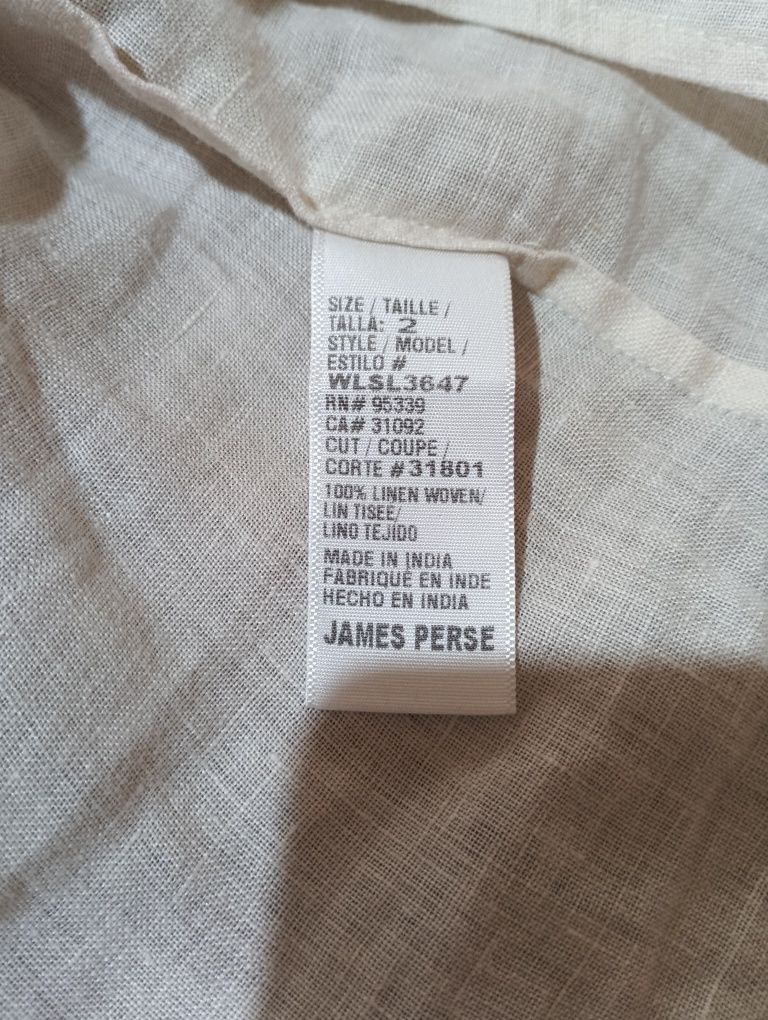 SIZE / TAILLE /
TALLA: 2
STYLE / MODEL /
ESTILO #
WLSL3647
RN# 95339
CA# 31092
CUT / COUPE /
CORTE #31801
100% LINEN WOVEN/
LIN TISEE/
LINO TEJIDO
MADE IN INDIA
FABRIQUÉ EN INDE
HECHO EN INDIA
JAMES PERSE